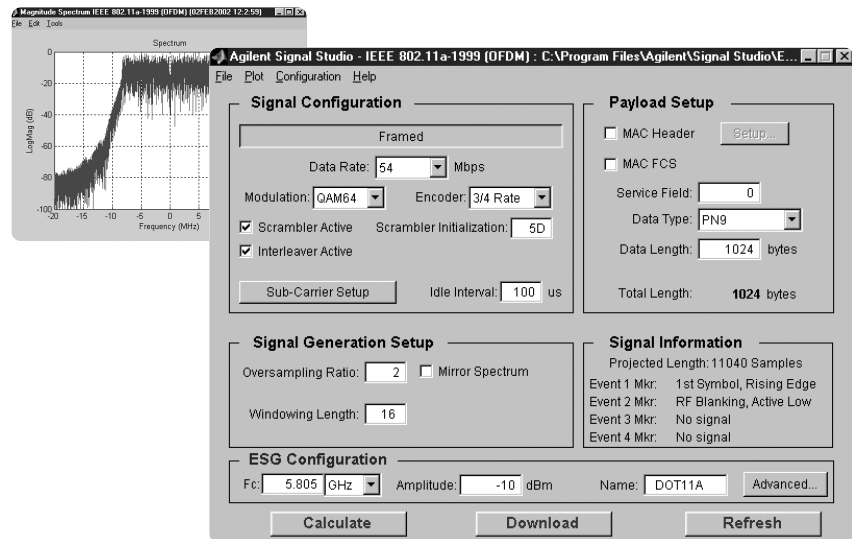 Magnitude Spectrum IEEE 802.11a-1999 (OFDM) (02FEB2002 12:2:59)
File Edit Tools
Spectrum
LogMag (dB)
0
-20
-40
-60
-80
-100
-20 -15 -10 -5 0 5
Frequency (MHz)
Agilent Signal Studio - IEEE 802.11a-1999 (OFDM) : C:\Program Files\Agilent\Signal Studio\E...
File Plot Configuration Help
Signal Configuration
Framed
Data Rate: 54 Mbps
Modulation: QAM64 Encoder: 3/4 Rate
Scrambler Active Scrambler Initialization: 5D
Interleaver Active
Sub-Carrier Setup Idle Interval: 100 us
Payload Setup
MAC Header Setup...
MAC FCS
Service Field: 0
Data Type: PN9
Data Length: 1024 bytes
Total Length: 1024 bytes
Signal Generation Setup
Oversampling Ratio: 2 Mirror Spectrum
Windowing Length: 16
Signal Information
Projected Length: 11040 Samples
Event 1 Mkr: 1st Symbol, Rising Edge
Event 2 Mkr: RF Blanking, Active Low
Event 3 Mkr: No signal
Event 4 Mkr: No signal
ESG Configuration
Fc: 5.805 GHz Amplitude: -10 dBm Name: DOT11A Advanced...
Calculate Download Refresh